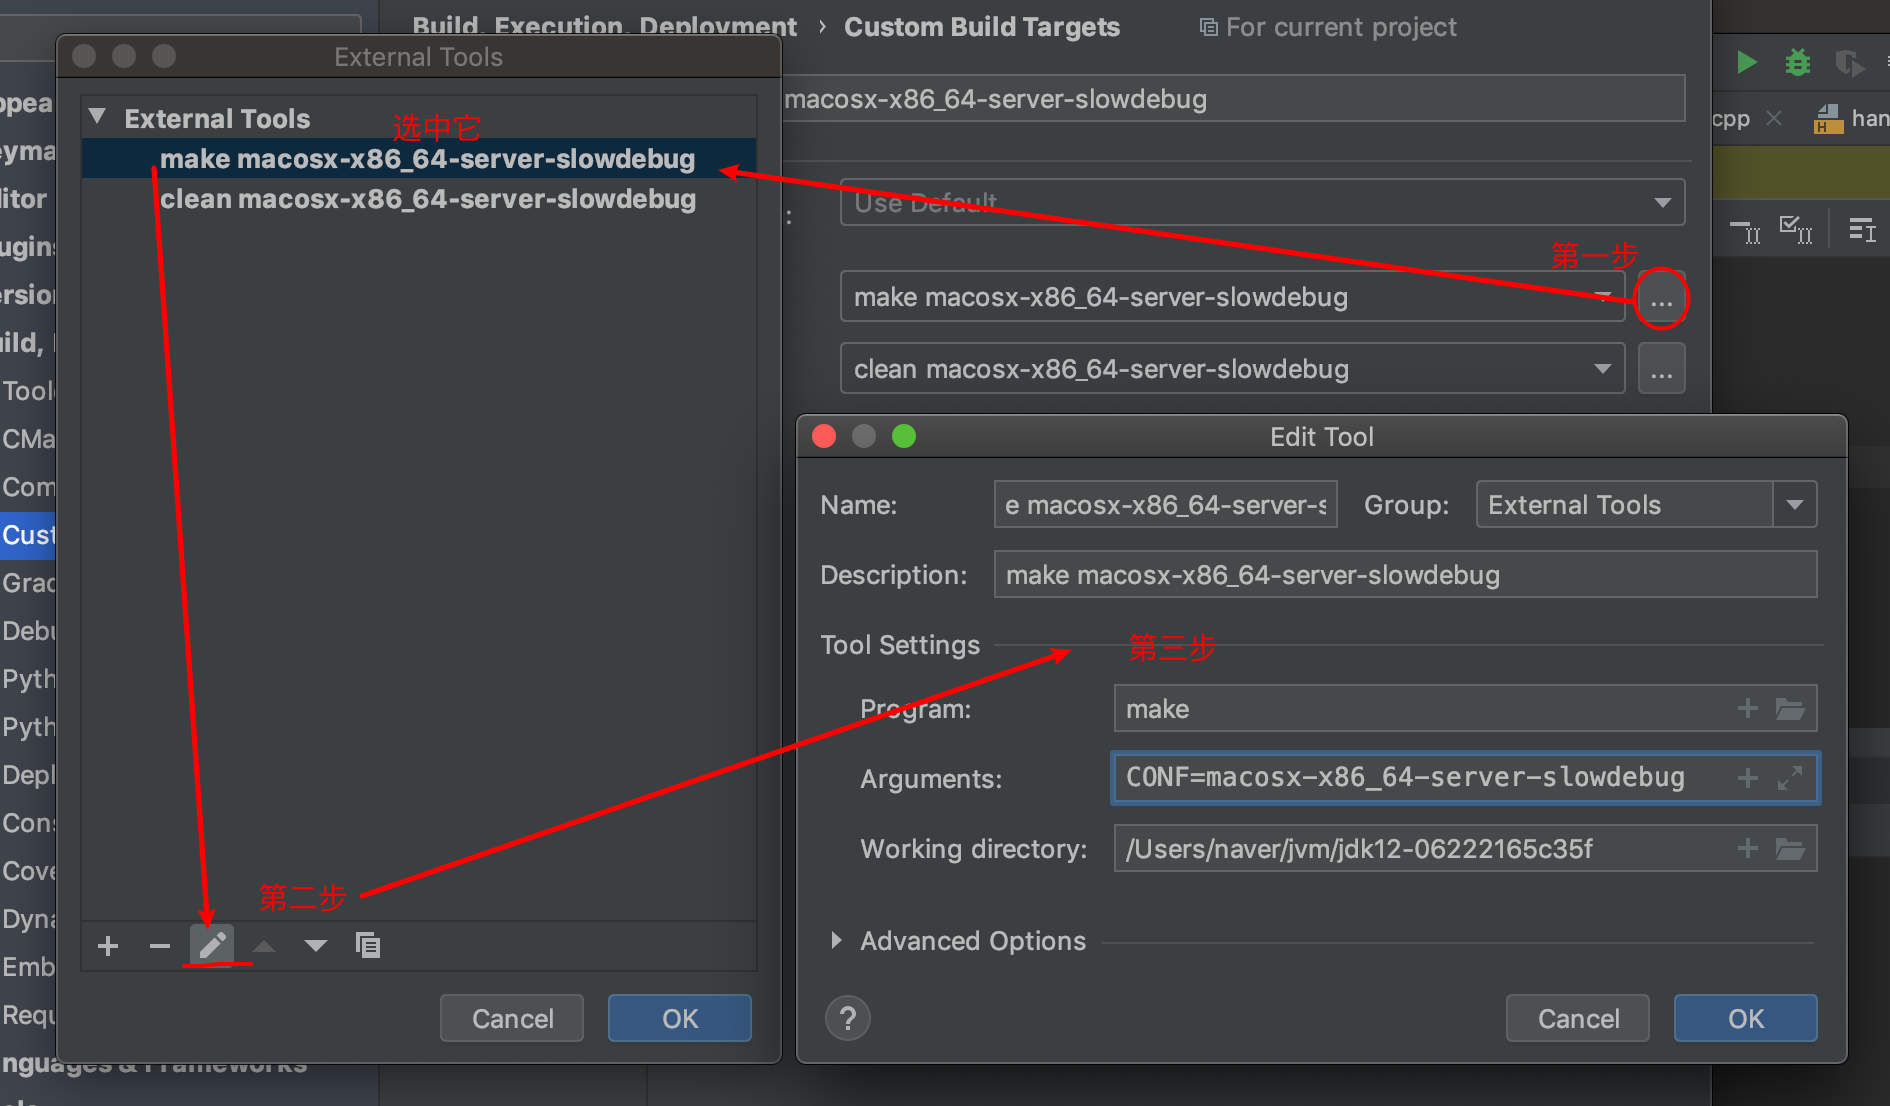 Build, Execution, Deployment › Custom Build Targets
For current project
External Tools
External Tools
选中它
make macosx-x86_64-server-slowdebug
clean macosx-x86_64-server-slowdebug
第二步
Cancel
OK
macosx-x86_64-server-slowdebug
:
Use Default
第一步
make macosx-x86_64-server-slowdebug
...
clean macosx-x86_64-server-slowdebug
...
cpp
H
han
ppea
eyma
itor
ugins
ersion
ild,
Tool
CMa
Com
Cust
Grad
Debu
Pyth
Pyth
Depl
Cons
Cove
Dyna
Emb
Requ
nguages & Frameworks
Edit Tool
Name: e macosx-x86_64-server-s Group: External Tools
Description: make macosx-x86_64-server-slowdebug
Tool Settings
第三步
Program: make
Arguments: CONF=macosx-x86_64-server-slowdebug
Working directory: /Users/naver/jvm/jdk12-06222165c35f
Advanced Options
?
Cancel
OK